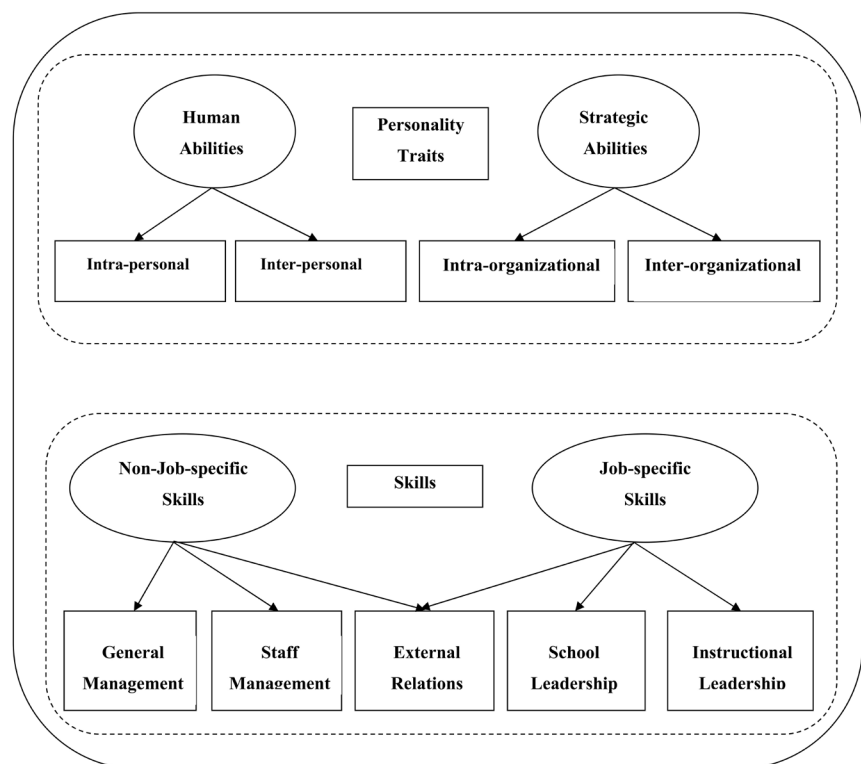 Human
Abilities
Personality
Traits
Strategic
Abilities
Intra-personal
Inter-personal
Intra-organizational
Inter-organizational
Non-Job-specific
Skills
Skills
Job-specific
Skills
General
Management
Staff
Management
External
Relations
School
Leadership
Instructional
Leadership